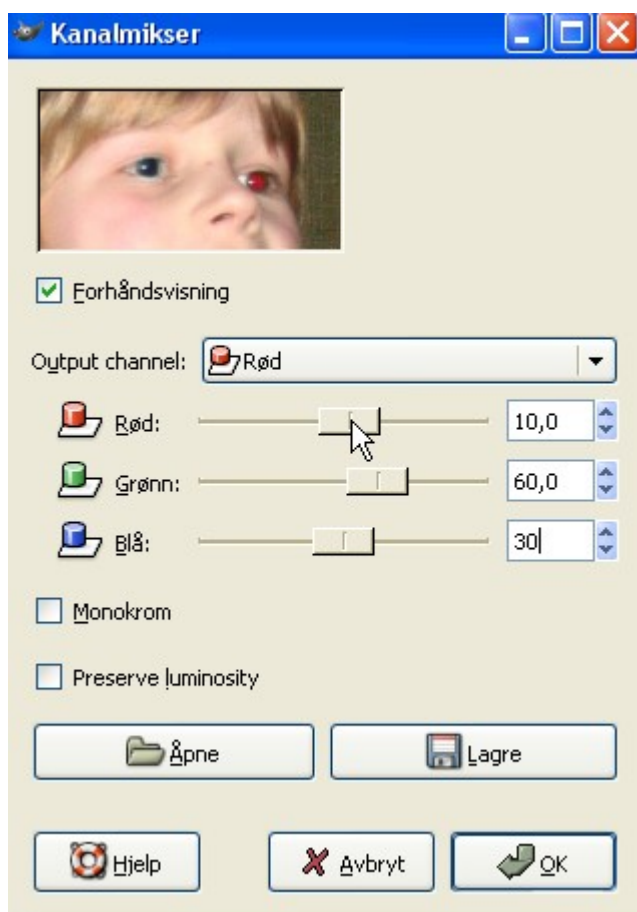 Kanalmikser
Forhåndsvisning
Output channel: Rød
Rød: 10,0
Grønn: 60,0
Blå: 30
Monokrom
Preserve luminosity
Åpne Lagre
Hjelp Avbryt OK